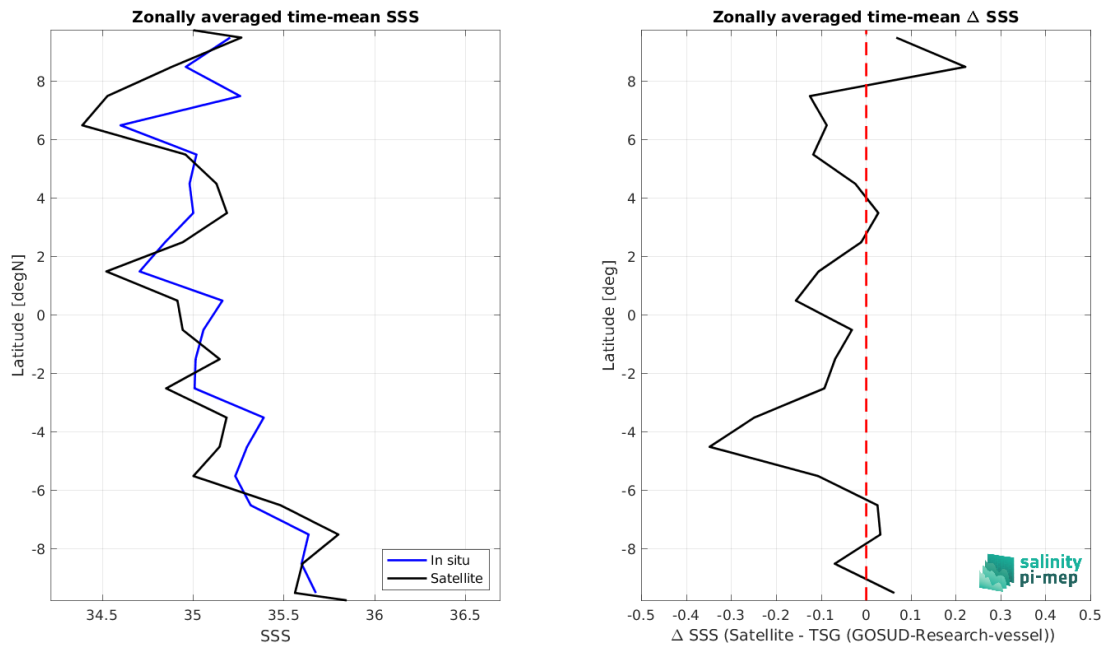 Zonally averaged time-mean SSS
Latitude [degN]
8
6
4
2
0
-2
-4
-6
-8
34.5 35 35.5 36 36.5
SSS
In situ
Satellite
Zonally averaged time-mean Δ SSS
Latitude [deg]
8
6
4
2
0
-2
-4
-6
-8
-0.5 -0.4 -0.3 -0.2 -0.1 0 0.1 0.2 0.3 0.4 0.5
Δ SSS (Satellite - TSG (GOSUD-Research-vessel))
salinity
pi-mep